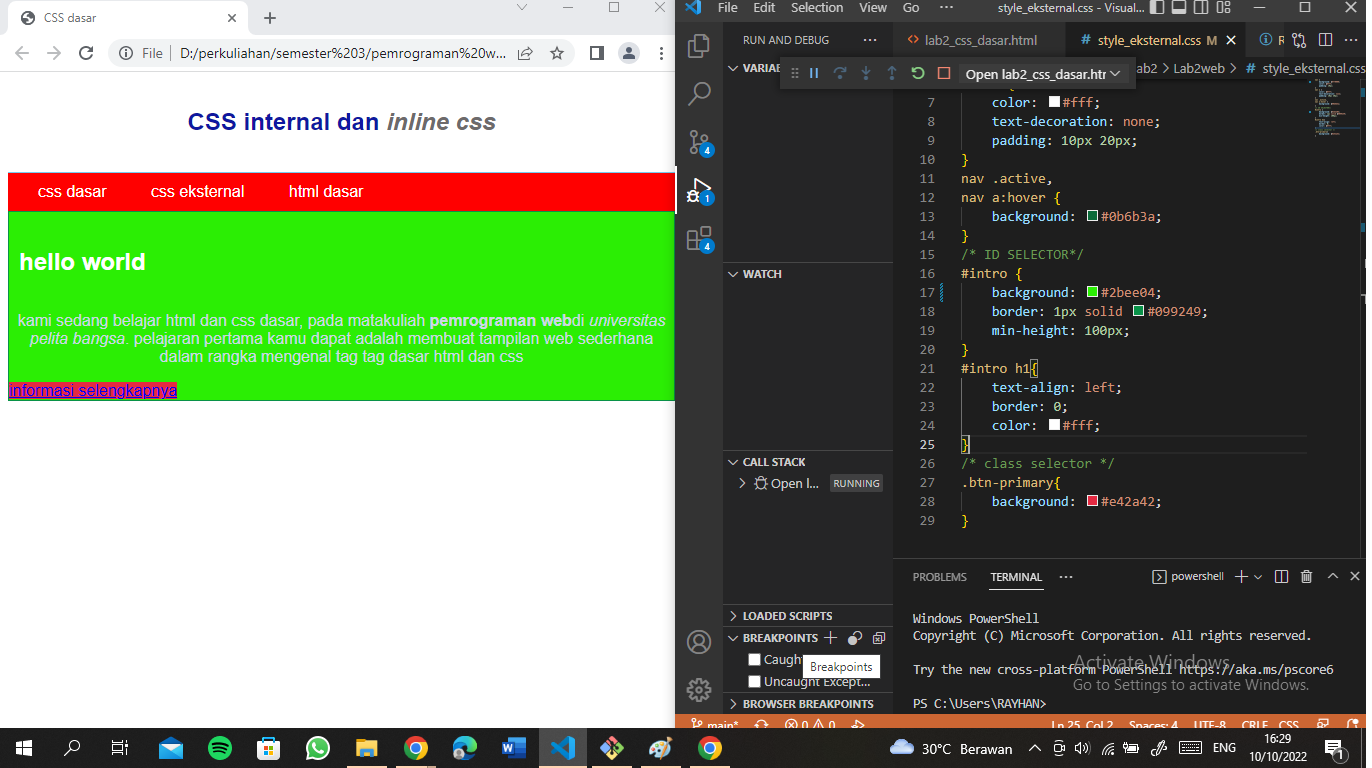 CSS dasar
File
D:/perkuliahan/semester%203/pemrograman%20w...
CSS internal dan inline css
css dasar css eksternal html dasar
hello world
kami sedang belajar html dan css dasar, pada matakuliah pemrograman webdi universitas
pelita bangsa. pelajaran pertama kamu dapat adalah membuat tampilan web sederhana
dalam rangka mengenal tag tag dasar html dan css
informasi selengkapnya
File Edit Selection View Go ··· style_eksternal.css - Visual...
RUN AND DEBUG ···
lab2_css_dasar.html
style_eksternal.css M
Open lab2_css_dasar.htr
Lab2web > # style_eksternal.css
WATCH
CALL STACK
Open l... RUNNING
LOADED SCRIPTS
BREAKPOINTS
Breakpoints
Uncaught Except...
BROWSER BREAKPOINTS
4
1
4
7 color: #fff;
8 text-decoration: none;
9 padding: 10px 20px;
10 }
11 nav .active,
12 nav a:hover {
13 background: #0b6b3a;
14 }
15 /* ID SELECTOR*/
16 #intro {
17 background: #2bee04;
18 border: 1px solid #099249;
19 min-height: 100px;
20 }
21 #intro h1{
22 text-align: left;
23 border: 0;
24 color: #fff;
25 }
26 /* class selector */
27 .btn-primary{
28 background: #e42a42;
29 }
PROBLEMS TERMINAL ··· powershell
Windows PowerShell
Copyright (C) Microsoft Corporation. All rights reserved.
Try the new cross-platform PowerShell https://aka.ms/pscore6
PS C:\Users\RAYHAN>
Activate Windows
Go to Settings to activate Windows.
main* 0 0 Ln 25, Col 2 Spaces: 4 UTF-8 CRLF CSS
30°C Berawan ENG 16:29
10/10/2022
1